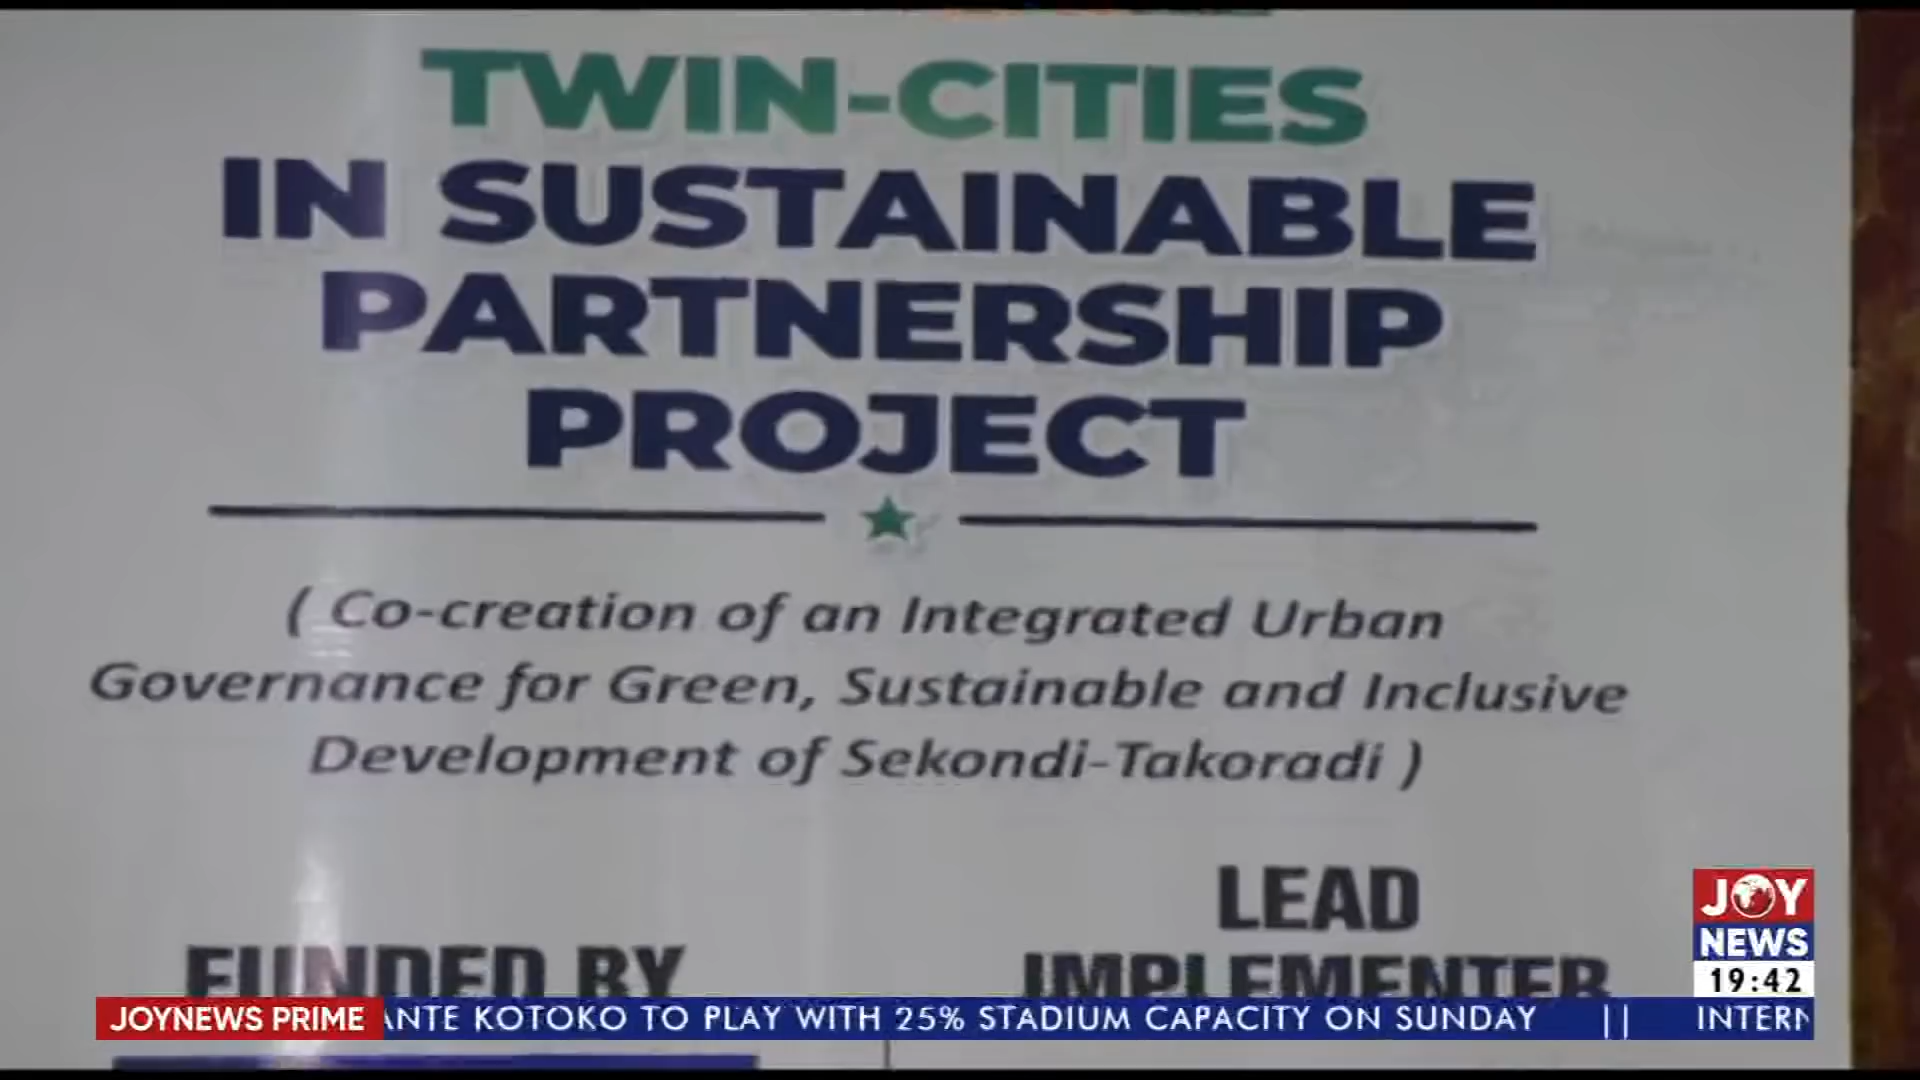 TWIN-CITIES
IN SUSTAINABLE
PARTNERSHIP
PROJECT
( Co-creation of an Integrated Urban
Governance for Green, Sustainable and Inclusive
Development of Sekondi-Takoradi )
FUNDED BY
LEAD
IMPLEMENTER
JOY
NEWS
19:42
JOYNEWS PRIME
ANTE KOTOKO TO PLAY WITH 25% STADIUM CAPACITY ON SUNDAY || INTERN